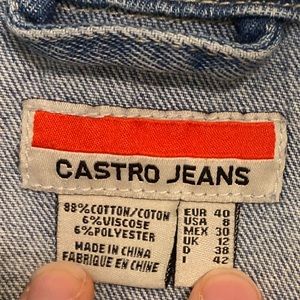 CASTRO JEANS
88%COTTON/COTON
6%VISCOSE
6%POLYESTER
MADE IN CHINA
FABRIQUE EN CHINE
EUR 40
USA 8
MEX 30
UK 12
D 38
I 42